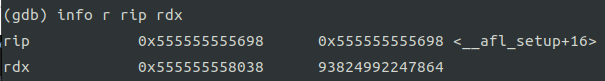 (gdb) info r rip rdx
rip            0x555555555698      0x555555555698 <__afl_setup+16>
rdx            0x555555558038      93824992247864